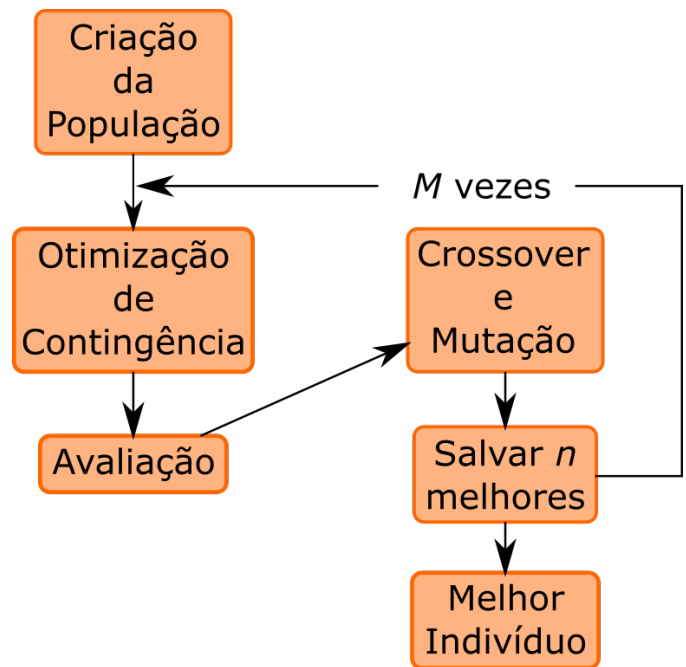 Criação
da
População
M vezes
Otimização
de
Contingência
Avaliação
Crossover
e
Mutação
Salvar n
melhores
Melhor
Indivíduo